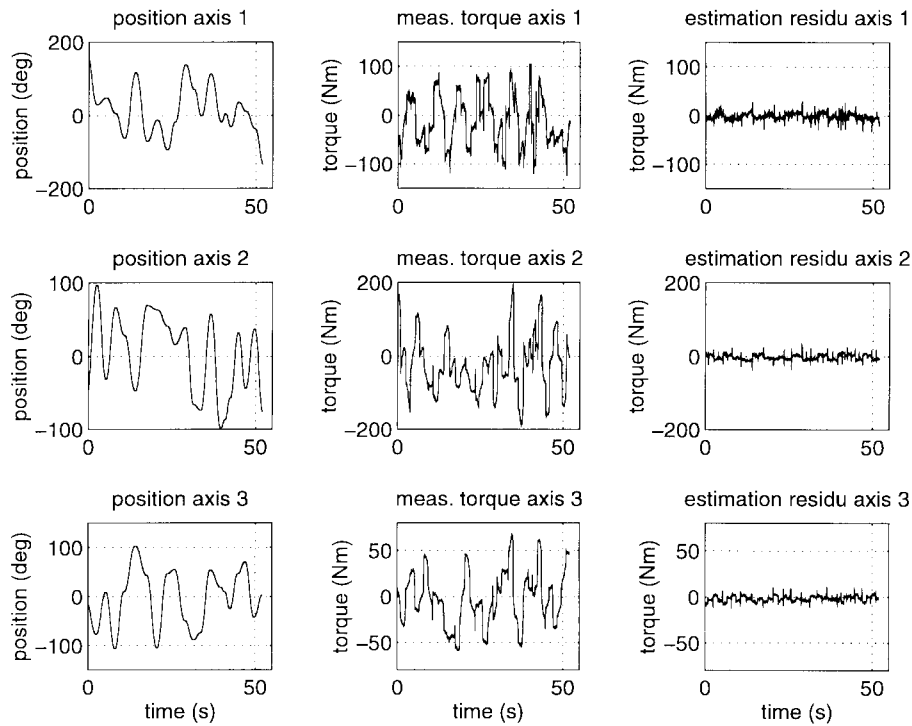 position axis 1
meas. torque axis 1
estimation residu axis 1
position (deg)
200
0
−200
0
50
torque (Nm)
100
0
−100
0
50
torque (Nm)
100
0
−100
0
50
position axis 2
meas. torque axis 2
estimation residu axis 2
position (deg)
100
0
−100
0
50
torque (Nm)
200
0
−200
0
50
torque (Nm)
200
0
−200
0
50
position axis 3
meas. torque axis 3
estimation residu axis 3
position (deg)
100
0
−100
0
50
time (s)
torque (Nm)
50
0
−50
0
50
time (s)
torque (Nm)
50
0
−50
0
50
time (s)